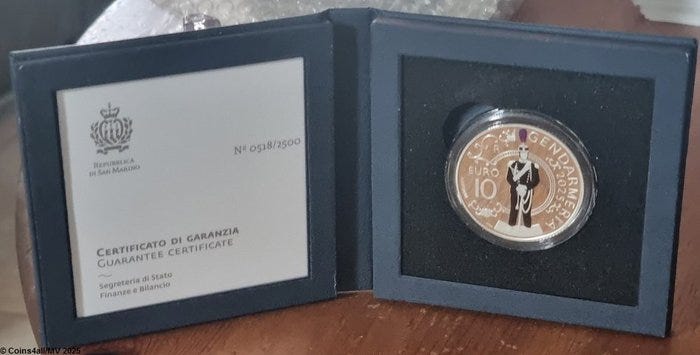 Repubblica
di San Marino
Nº 0518/2500
Certificato di garanzia
Guarantee certificate
Segreteria di Stato
Finanze e Bilancio
GENDARMERIA
2025
EURO
10
R
© Coins4all/MV 2025